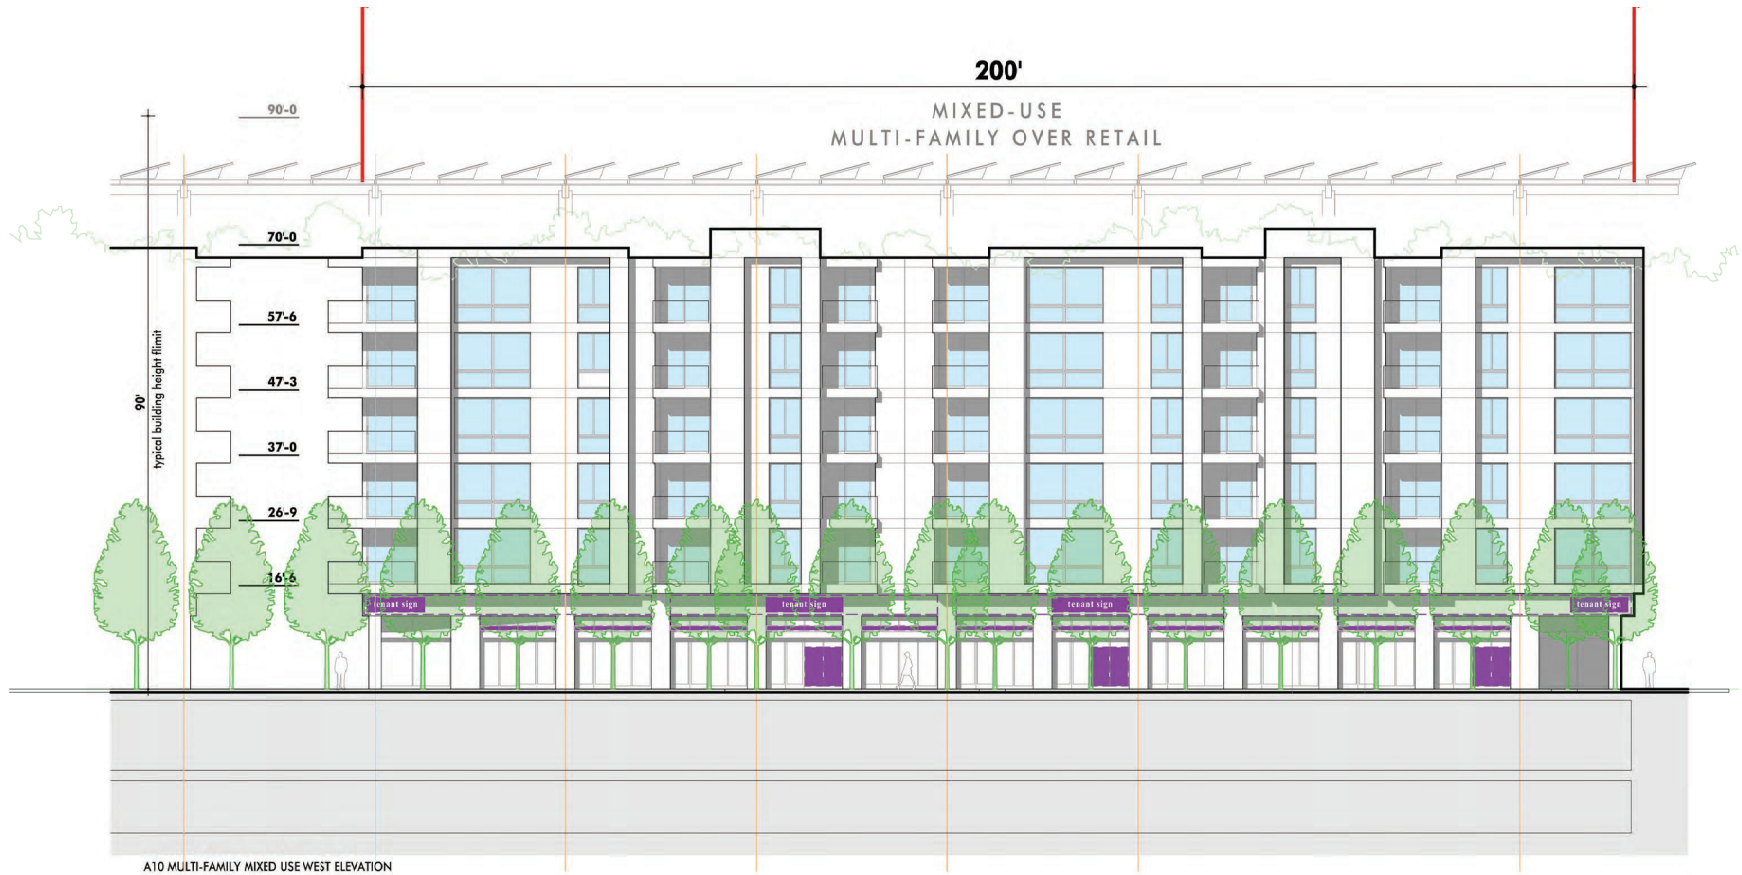 200'
90'-0
MIXED-USE
MULTI-FAMILY OVER RETAIL
70'-0
57'-6
47'-3
37'-0
26'-9
16'-6
90'
typical building height flimit
tenant sign
tenant sign
tenant sign
tenant sign
A10 MULTI-FAMILY MIXED USE WEST ELEVATION